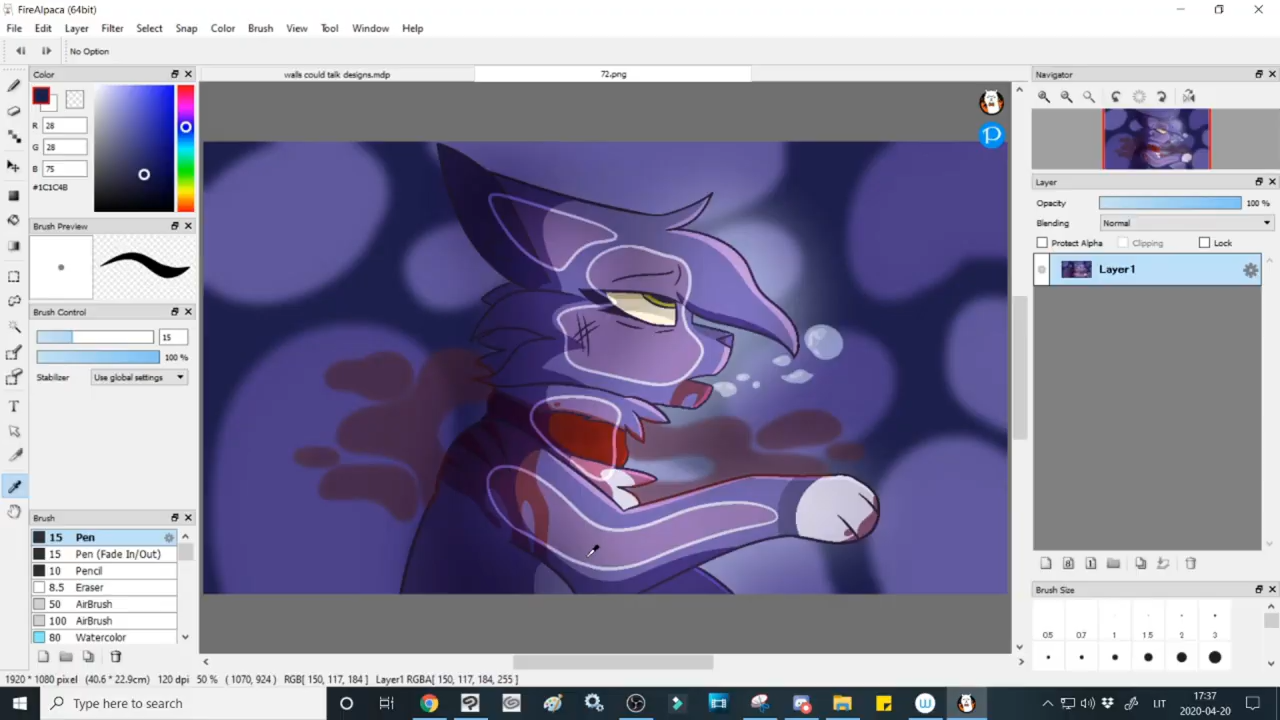 FireAlpaca (64bit)
File Edit Layer Filter Select Snap Color Brush View Tool Window Help
No Option
Color
R 28
G 28
B 75
#1C1C4B
Brush Preview
Brush Control
15
100 %
Stabilizer Use global settings
Brush
15 Pen
15 Pen (Fade In/Out)
10 Pencil
8.5 Eraser
50 AirBrush
100 AirBrush
80 Watercolor
walls could talk designs.mdp 72.png
Navigator
Layer
Opacity 100 %
Blending Normal
Protect Alpha Clipping Lock
Layer1
Brush Size
0.5 0.7 1 1.5 2 3
1920 * 1080 pixel (40.6 * 22.9cm) 120 dpi 50 % ( 1070, 924 ) RGB[ 150, 117, 184 ] Layer1 RGBA[ 150, 117, 184, 255 ]
Type here to search
LIT
17:37
2020-04-20